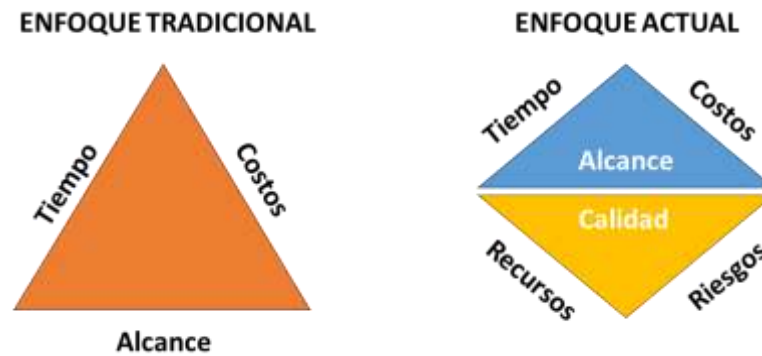 ENFOQUE TRADICIONAL
Tiempo
Costos
Alcance
ENFOQUE ACTUAL
Tiempo
Costos
Alcance
Calidad
Recursos
Riesgos